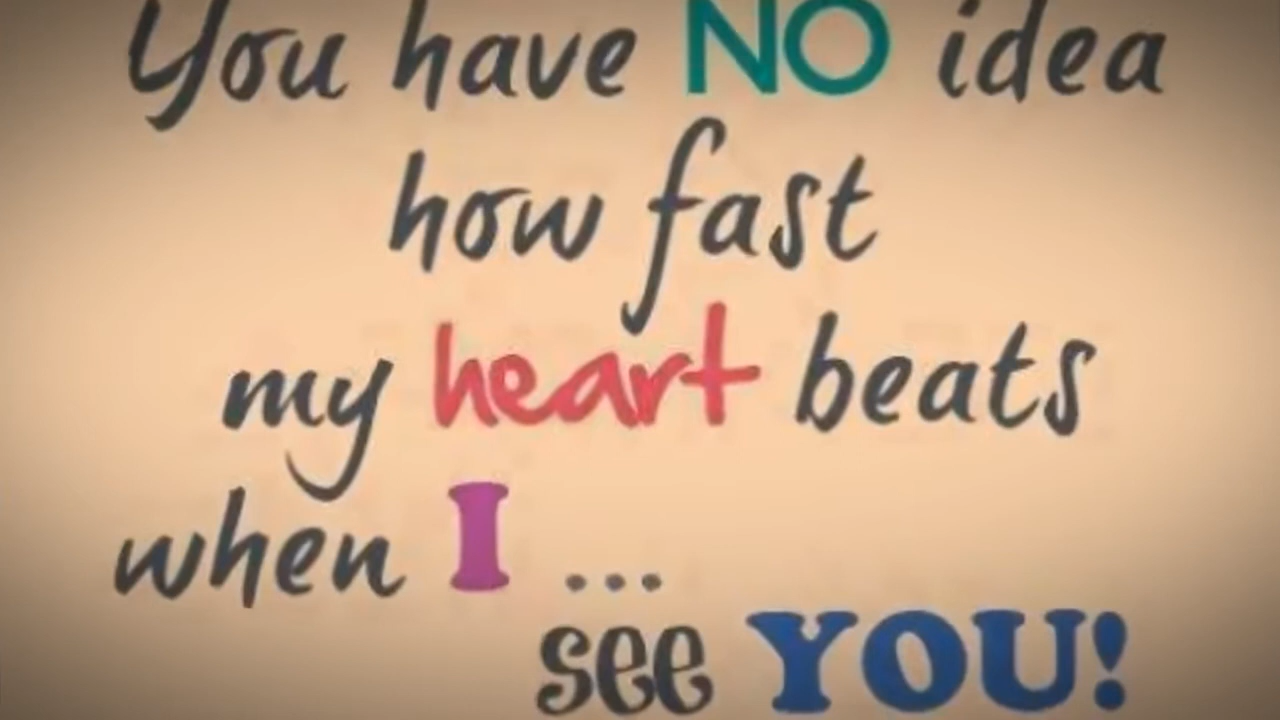 You have NO idea
how fast
my heart beats
when I ...
see YOU!